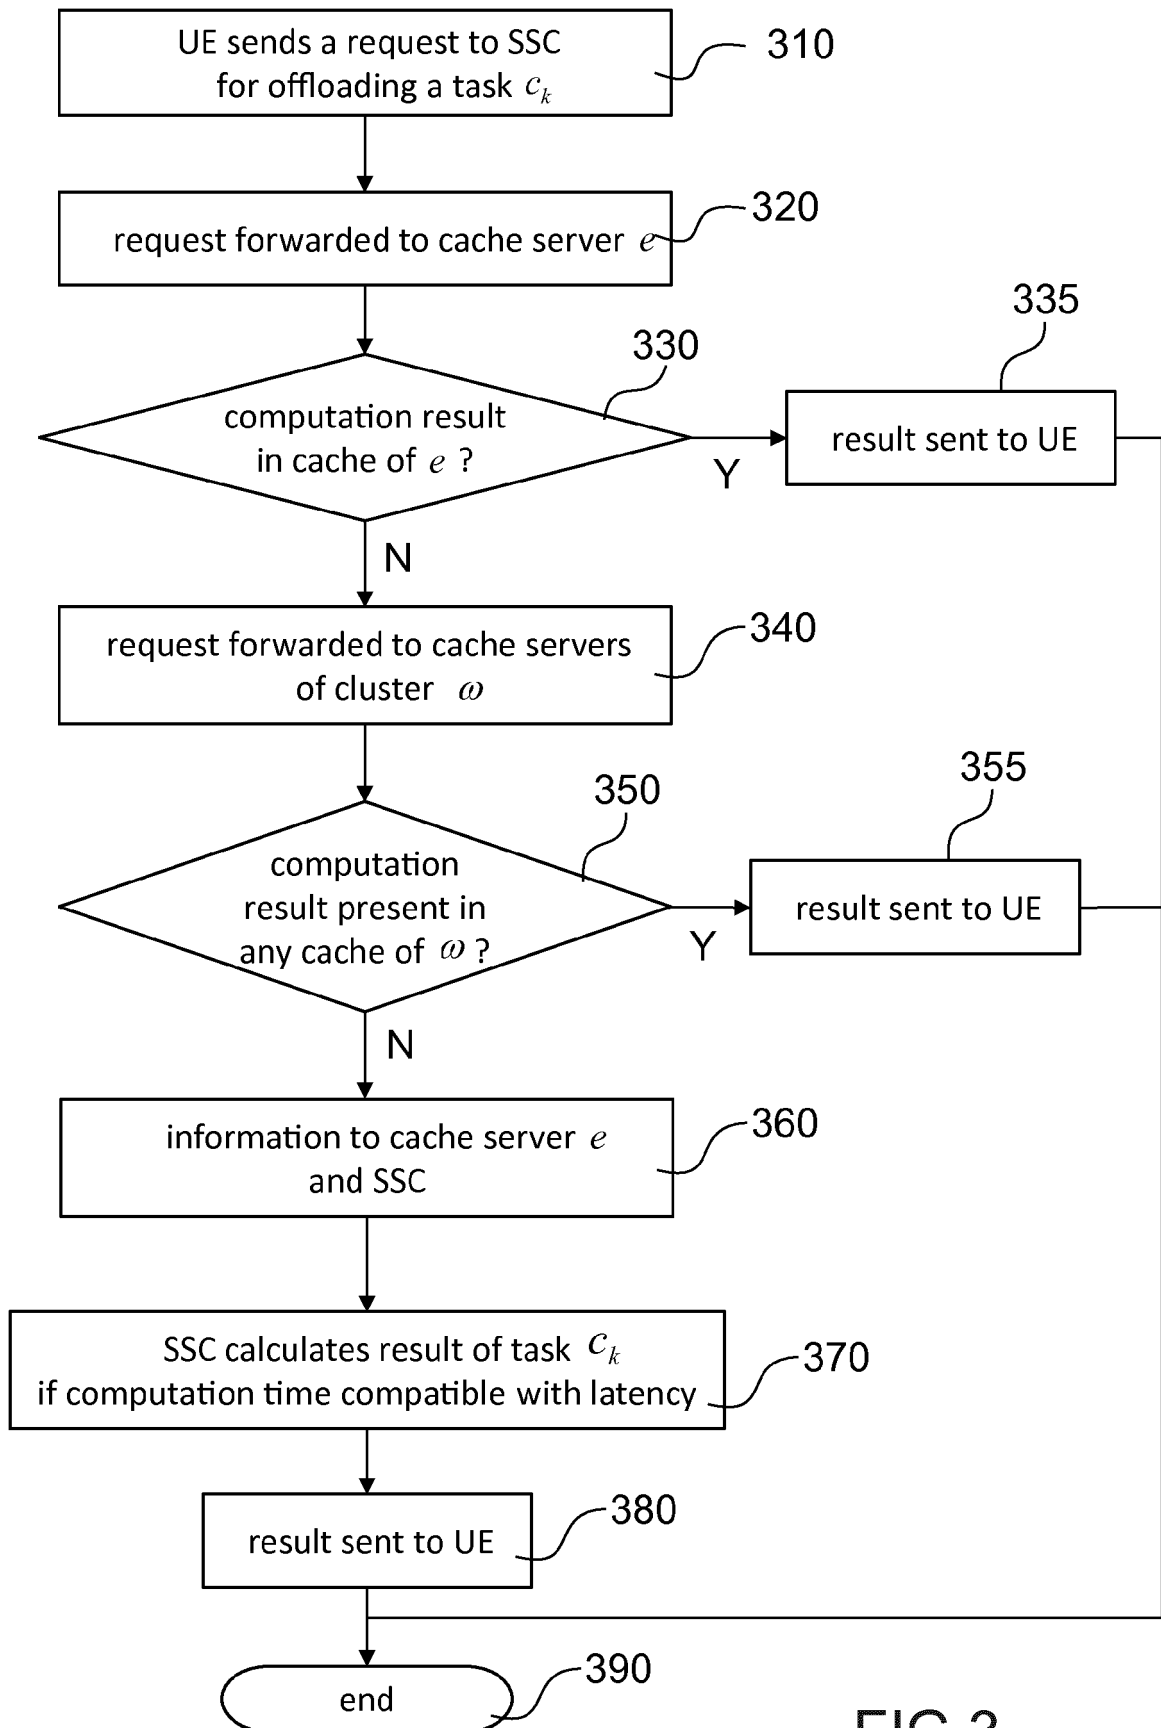 UE sends a request to SSC
for offloading a task c_k
310
request forwarded to cache server e
320
computation result
in cache of e ?
330
Y
result sent to UE
335
N
request forwarded to cache servers
of cluster ω
340
computation
result present in
any cache of ω ?
350
Y
result sent to UE
355
N
information to cache server e
and SSC
360
SSC calculates result of task c_k
if computation time compatible with latency
370
result sent to UE
380
end
390
FIG.3